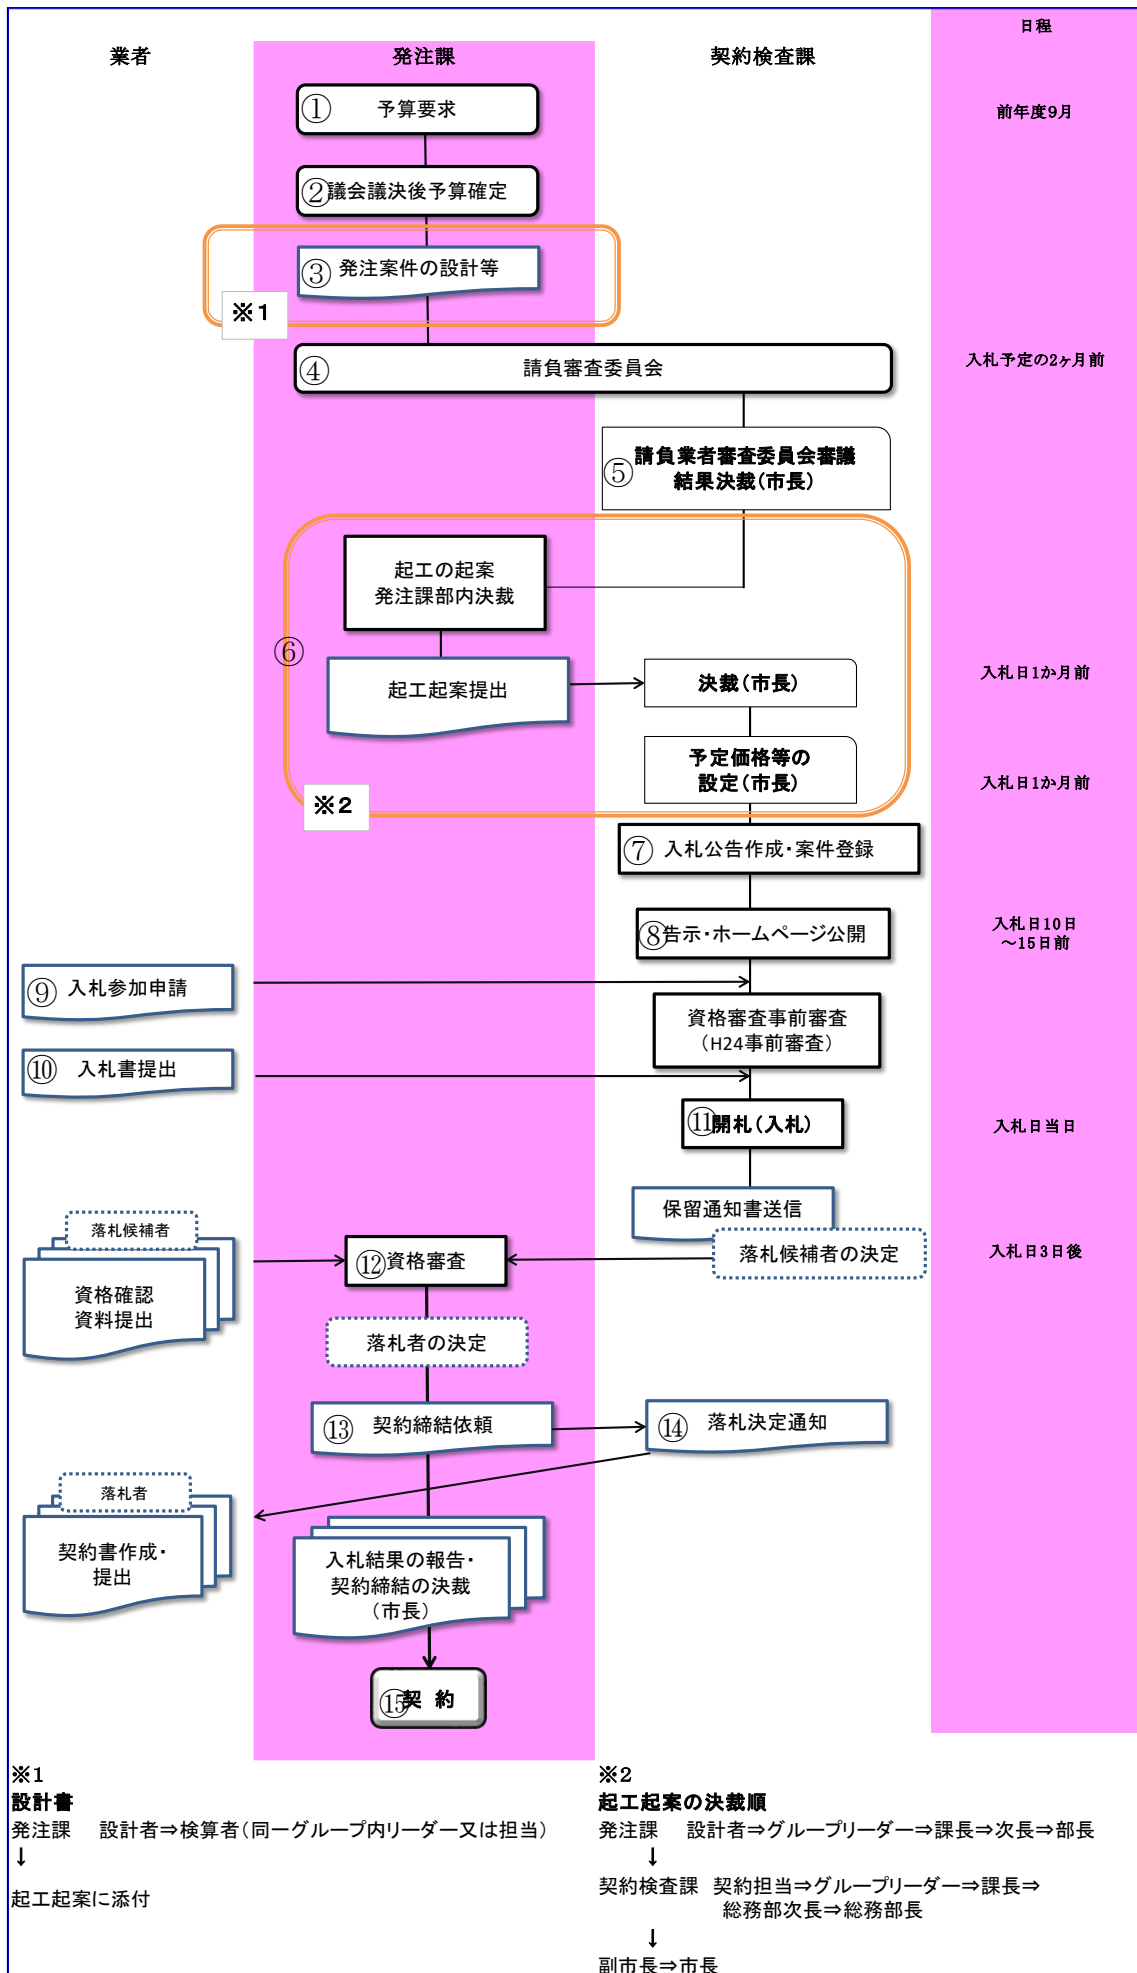 日程
業者
発注課
契約検査課
① 予算要求
前年度9月
②議会議決後予算確定
③ 発注案件の設計等
※1
④ 請負審査委員会
入札予定の2ヶ月前
⑤ 請負業者審査委員会審議
結果決裁(市長)
起工の起案
発注課部内決裁
⑥
起工起案提出
決裁(市長)
入札日1か月前
予定価格等の
設定(市長)
入札日1か月前
※2
⑦ 入札公告作成・案件登録
⑧告示・ホームページ公開
入札日10日
～15日前
⑨ 入札参加申請
資格審査事前審査
(H24事前審査)
⑩ 入札書提出
⑪開札(入札)
入札日当日
保留通知書送信
落札候補者の決定
入札日3日後
落札候補者
資格確認
資料提出
⑫資格審査
落札者の決定
⑬ 契約締結依頼
⑭ 落札決定通知
落札者
契約書作成・
提出
入札結果の報告・
契約締結の決裁
(市長)
⑮契 約
※1
設計書
発注課 設計者⇒検算者(同一グループ内リーダー又は担当)
↓
起工起案に添付
※2
起工起案の決裁順
発注課 設計者⇒グループリーダー⇒課長⇒次長⇒部長
↓
契約検査課 契約担当⇒グループリーダー⇒課長⇒
総務部次長⇒総務部長
↓
副市長⇒市長